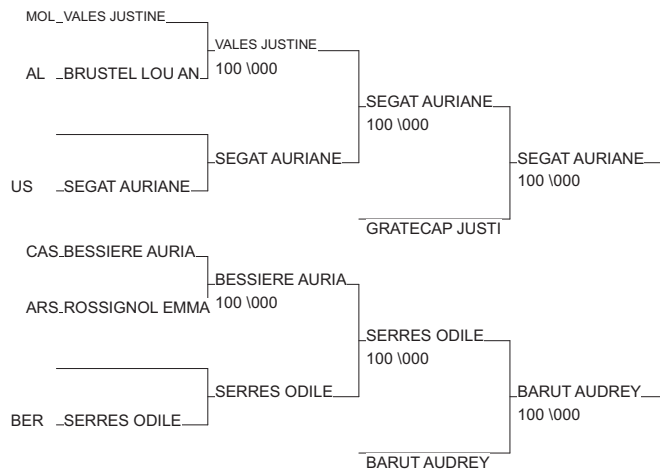 MOL VALES JUSTINE
VALES JUSTINE
100 \000
AL BRUSTEL LOU AN
SEGAT AURIANE
100 \000
SEGAT AURIANE
SEGAT AURIANE
100 \000
US SEGAT AURIANE
GRATECAP JUSTI
CAS BESSIERE AURIA
BESSIERE AURIA
100 \000
ARS ROSSIGNOL EMMA
SERRES ODILE
100 \000
SERRES ODILE
BARUT AUDREY
100 \000
BER SERRES ODILE
BARUT AUDREY